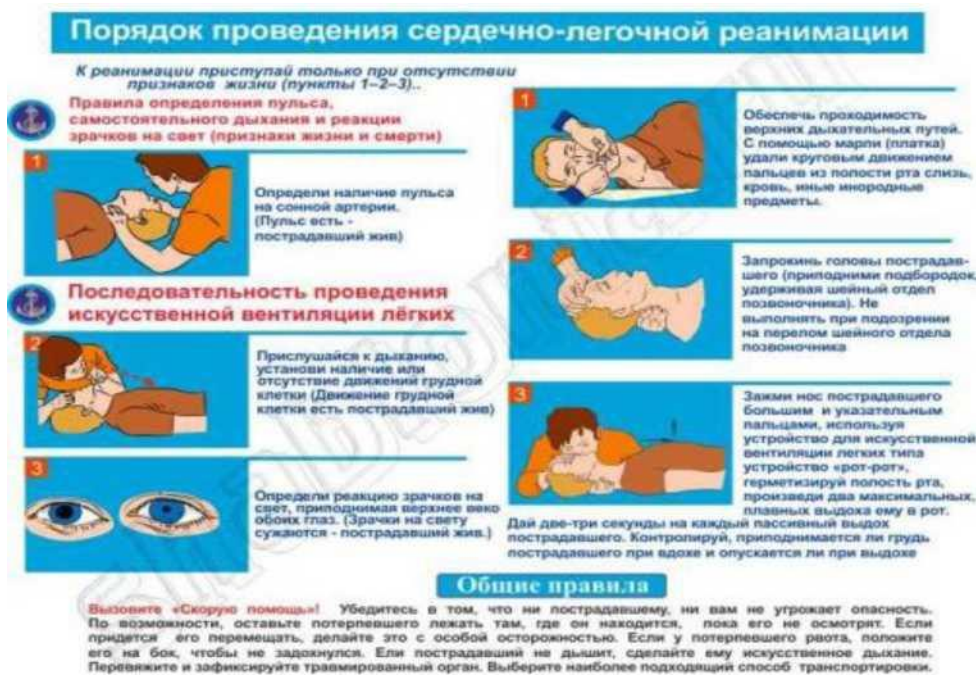 Порядок проведения сердечно-легочной реанимации
К реанимации приступай только при отсутствии
признаков жизни (пункты 1–2–3)..
Правила определения пульса,
самостоятельного дыхания и реакции
зрачков на свет (признаки жизни и смерти)
1
Определи наличие пульса
на сонной артерии.
(Пульс есть -
пострадавший жив)
Последовательность проведения
искусственной вентиляции лёгких
2
Прислушайся к дыханию,
установи наличие или
отсутствие движений грудной
клетки (Движение грудной
клетки есть пострадавший жив)
3
Определи реакцию зрачков на
свет, приподнимая верхнее веко
обоих глаз. (Зрачки на свету
сужаются - пострадавший жив.)
1
Обеспечь проходимость
верхних дыхательных путей.
С помощью марли (платка)
удали круговым движением
пальцев из полости рта слизь,
кровь, иные инородные
предметы.
2
Запрокинь головы пострадав-
шего (приподними подбородок,
удерживая шейный отдел
позвоночника). Не
выполнять при подозрении
на перелом шейного отдела
позвоночника
3
Зажми нос пострадавшего
большим и указательным
пальцами, используя
устройство для искусственной
вентиляции легких типа
устройство «рот-рот»,
герметизируй полость рта,
произведи два максимальных,
плавных выдоха ему в рот.
Дай две-три секунды на каждый пассивный выдох
пострадавшего. Контролируй, приподнимается ли грудь
пострадавшего при вдохе и опускается ли при выдохе
Общие правила
Вызовите «Скорую помощь»! Убедитесь в том, что ни пострадавшему, ни вам не угрожает опасность.
По возможности, оставьте потерпевшего лежать там, где он находится, пока его не осмотрят. Если
придется его перемещать, делайте это с особой осторожностью. Если у потерпевшего рвота, положите
его на бок, чтобы не задохнулся. Ели пострадавший не дышит, сделайте ему искусственное дыхание.
Перевяжите и зафиксируйте травмированный орган. Выберите наиболее подходящий способ транспортировки.